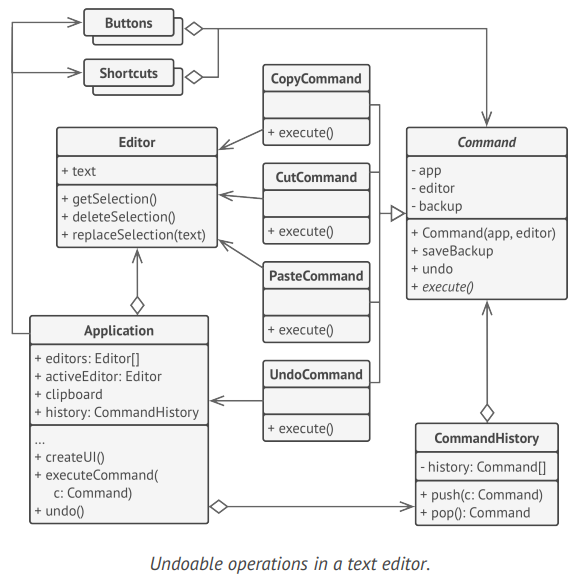 Buttons
Shortcuts
CopyCommand
+ execute()
Editor
+ text
+ getSelection()
+ deleteSelection()
+ replaceSelection(text)
CutCommand
+ execute()
Command
- app
- editor
- backup
+ Command(app, editor)
+ saveBackup
+ undo
+ execute()
PasteCommand
+ execute()
Application
+ editors: Editor[]
+ activeEditor: Editor
+ clipboard
+ history: CommandHistory
...
+ createUI()
+ executeCommand(
c: Command)
+ undo()
UndoCommand
+ execute()
CommandHistory
- history: Command[]
+ push(c: Command)
+ pop(): Command
Undoable operations in a text editor.